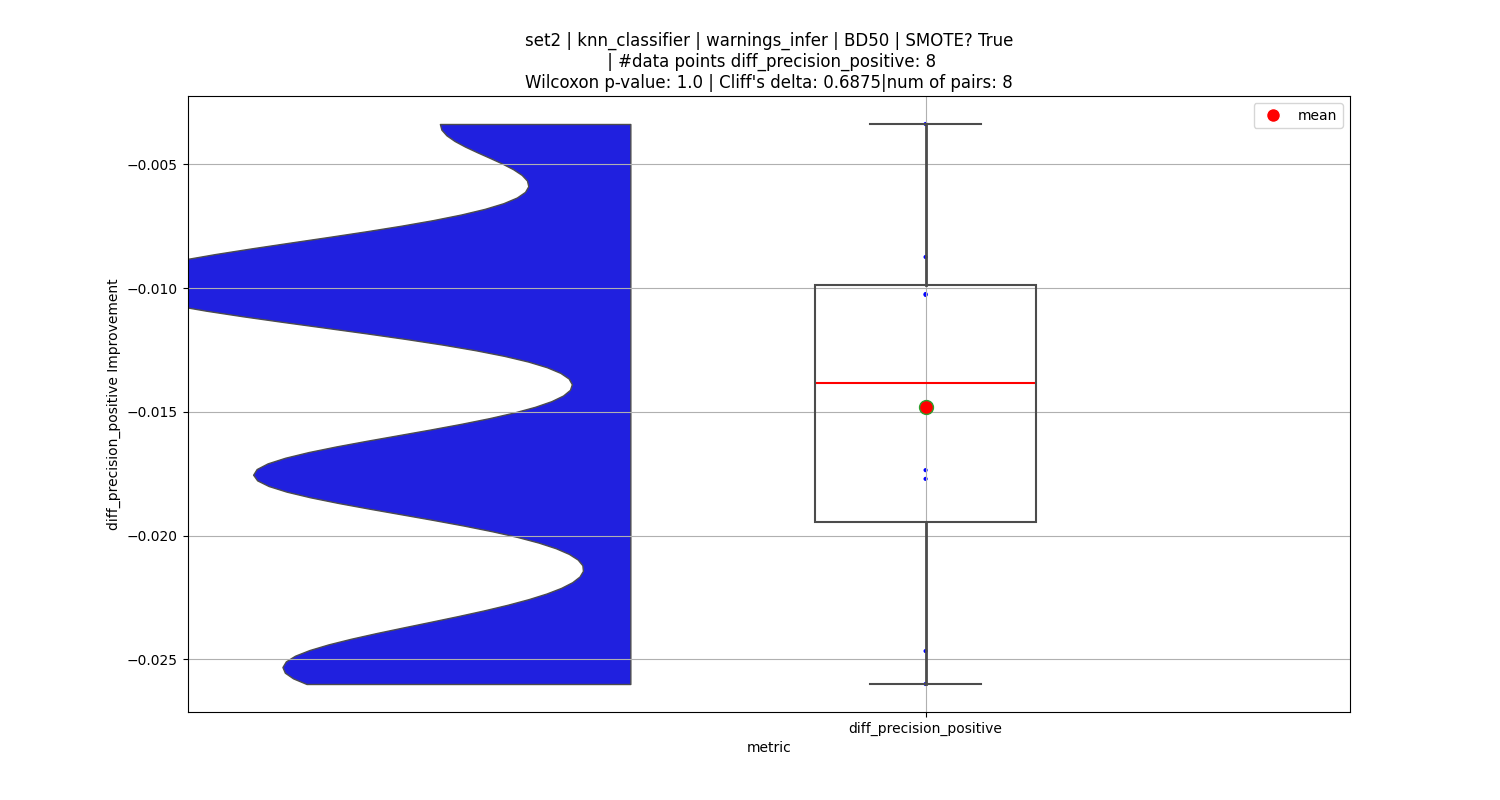 set2 | knn_classifier | warnings_infer | BD50 | SMOTE? True
| #data points diff_precision_positive: 8
Wilcoxon p-value: 1.0 | Cliff's delta: 0.6875|num of pairs: 8
mean
−0.005
−0.010
−0.015
−0.020
−0.025
diff_precision_positive Improvement
diff_precision_positive
metric